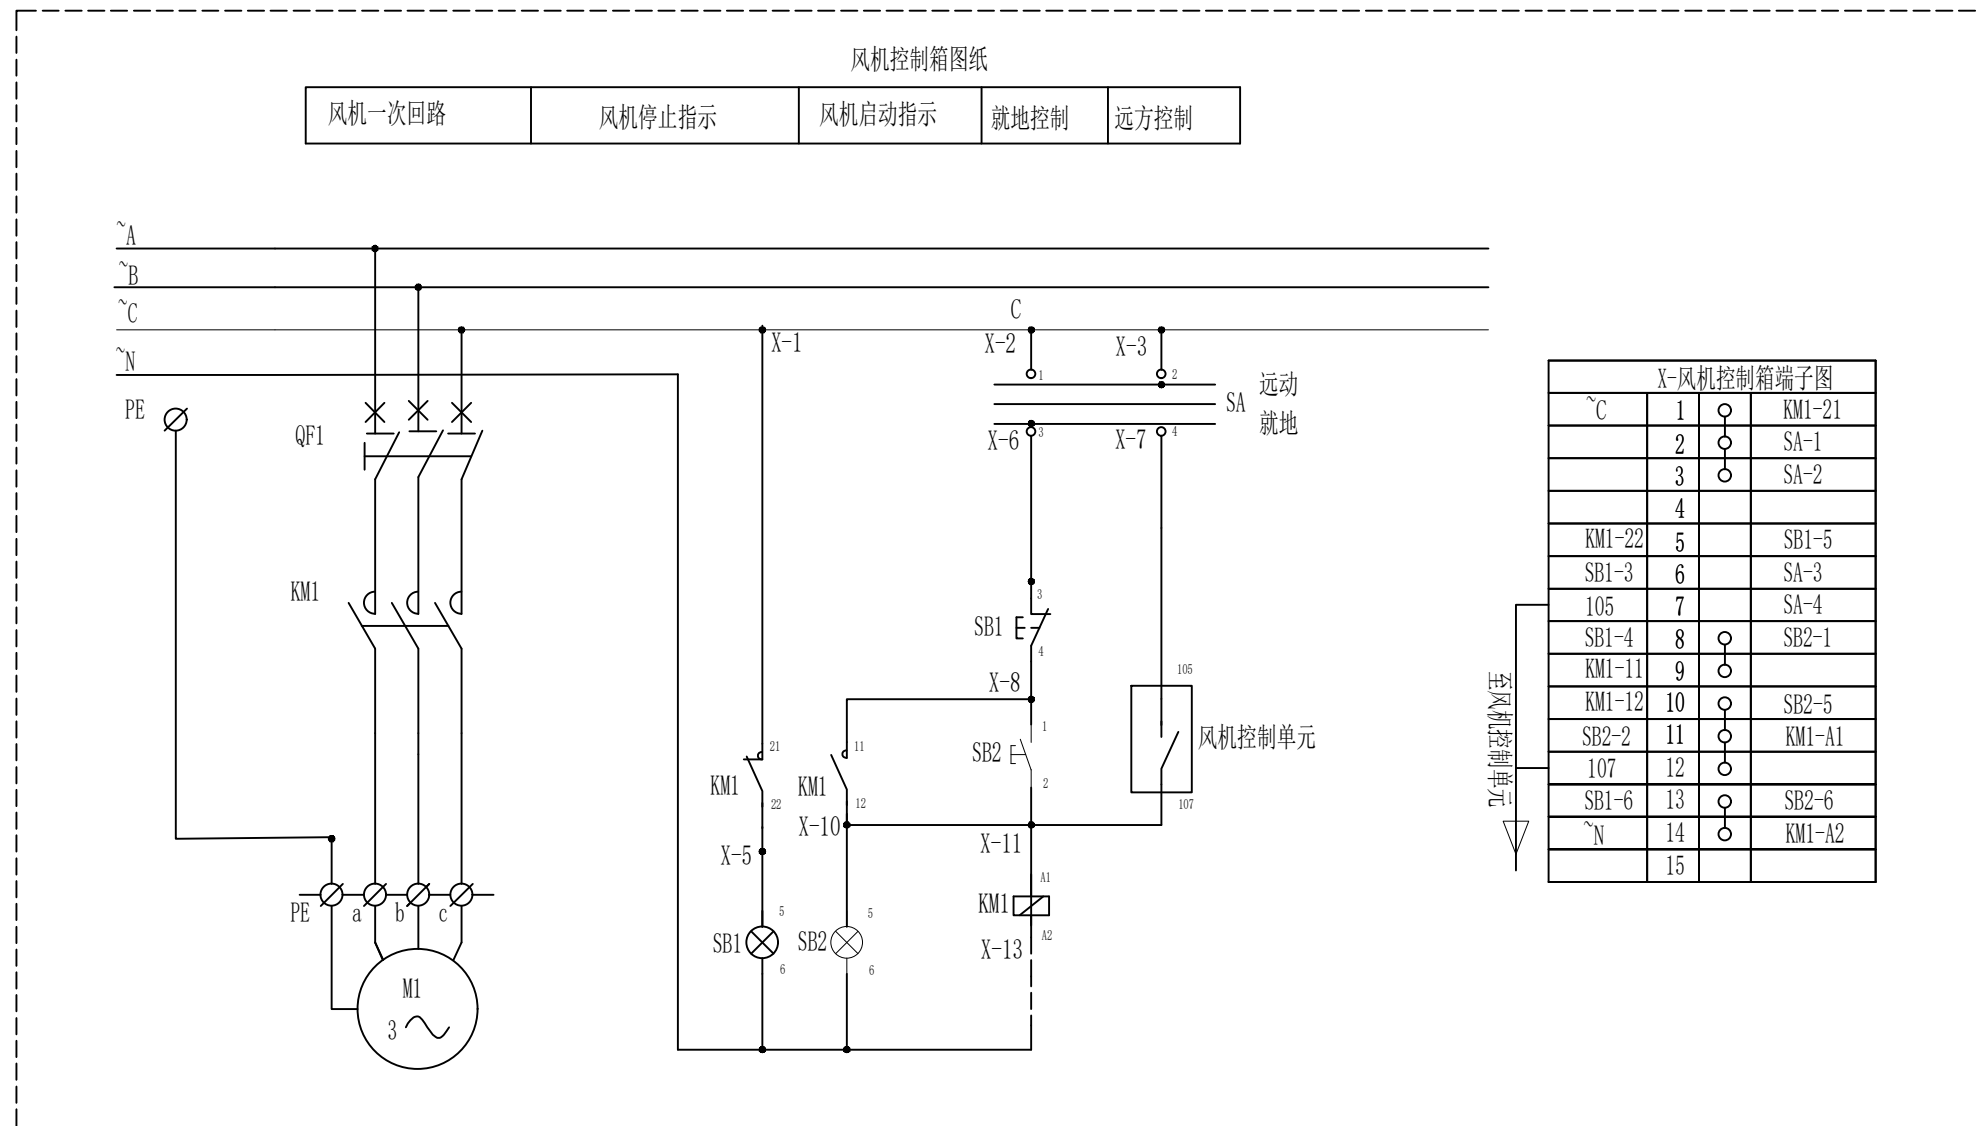 风机控制箱图纸
风机一次回路 风机停止指示 风机启动指示 就地控制 远方控制
~A
~B
~C
C
~N
X-1
X-2
X-3
1
2
PE
QF1
SA
远动
就地
X-6
3
X-7
4
KM1
3
SB1
4
X-8
105
1
SB2
2
风机控制单元
107
21
KM1
22
11
KM1
12
X-10
X-11
X-5
A1
KM1
A2
X-13
PE
a
b
c
5
SB1
6
5
SB2
6
M1
3
X-风机控制箱端子图
~C 1 KM1-21
2 SA-1
3 SA-2
4
KM1-22 5 SB1-5
SB1-3 6 SA-3
105 7 SA-4
SB1-4 8 SB2-1
KM1-11 9
KM1-12 10 SB2-5
SB2-2 11 KM1-A1
107 12
SB1-6 13 SB2-6
~N 14 KM1-A2
15
至风机控制单元